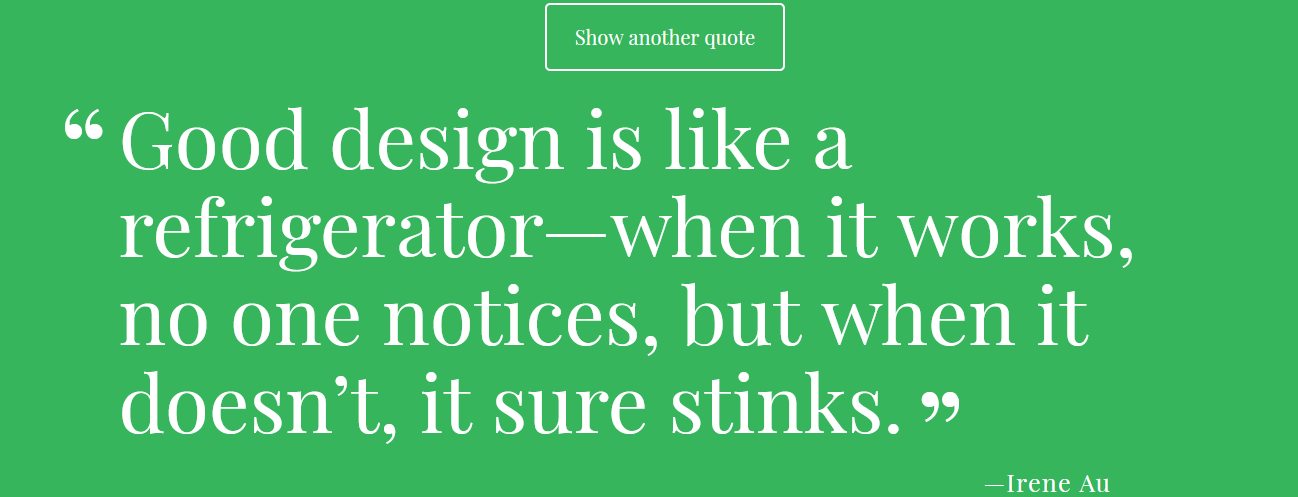 Show another quote
“Good design is like a
refrigerator—when it works,
no one notices, but when it
doesn’t, it sure stinks.”
—Irene Au